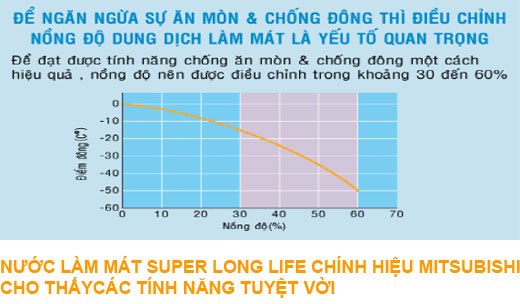 ĐỂ NGĂN NGỪA SỰ ĂN MÒN & CHỐNG ĐÔNG THÌ ĐIỀU CHỈNH
NỒNG ĐỘ DUNG DỊCH LÀM MÁT LÀ YẾU TỐ QUAN TRỌNG
Để đạt được tính năng chống ăn mòn & chống đông một cách
hiệu quả , nồng độ nên được điều chỉnh trong khoảng 30 đến 60%
Điểm đông(C°)
0
-10
-20
-30
-40
-50
-60
0 10 20 30 40 50 60 70
Nồng độ(%)
NƯỚC LÀM MÁT SUPER LONG LIFE CHÍNH HIỆU MITSUBISHI
CHO THẤYCÁC TÍNH NĂNG TUYỆT VỜI